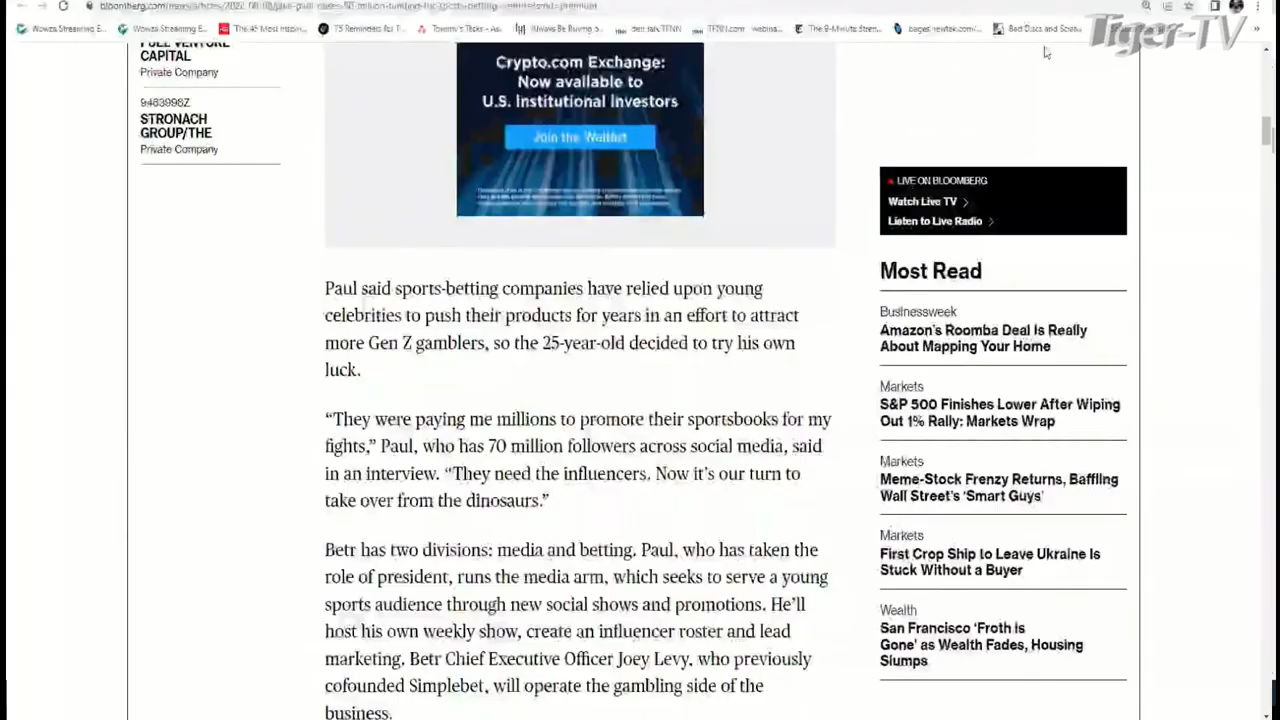 Tiger-TV
FULL VENTURE
CAPITAL
Private Company
9483998Z
STRONACH
GROUP/THE
Private Company
Crypto.com Exchange:
Now available to
U.S. Institutional Investors
Join the Waitlist
Paul said sports-betting companies have relied upon young
celebrities to push their products for years in an effort to attract
more Gen Z gamblers, so the 25-year-old decided to try his own
luck.
“They were paying me millions to promote their sportsbooks for my
fights,” Paul, who has 70 million followers across social media, said
in an interview. “They need the influencers. Now it’s our turn to
take over from the dinosaurs.”
Betr has two divisions: media and betting. Paul, who has taken the
role of president, runs the media arm, which seeks to serve a young
sports audience through new social shows and promotions. He’ll
host his own weekly show, create an influencer roster and lead
marketing. Betr Chief Executive Officer Joey Levy, who previously
cofounded Simplebet, will operate the gambling side of the
business.
LIVE ON BLOOMBERG
Watch Live TV
Listen to Live Radio
Most Read
Businessweek
Amazon’s Roomba Deal Is Really
About Mapping Your Home
Markets
S&P 500 Finishes Lower After Wiping
Out 1% Rally: Markets Wrap
Markets
Meme-Stock Frenzy Returns, Baffling
Wall Street’s ‘Smart Guys’
Markets
First Crop Ship to Leave Ukraine Is
Stuck Without a Buyer
Wealth
San Francisco ‘Froth Is
Gone’ as Wealth Fades, Housing
Slumps